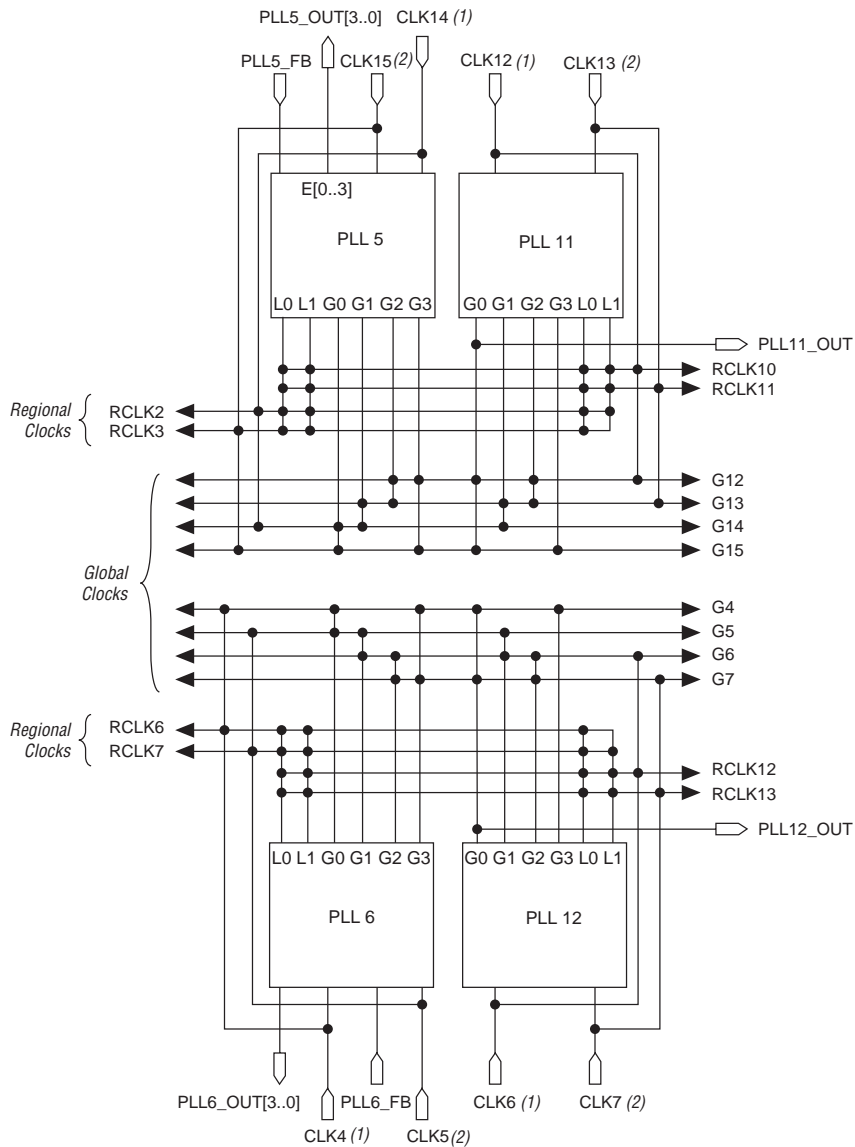 PLL5_OUT[3..0] CLK14 (1)
PLL5_FB CLK15 (2) CLK12 (1) CLK13 (2)
E[0..3]
PLL 5 PLL 11
L0 L1 G0 G1 G2 G3 G0 G1 G2 G3 L0 L1
PLL11_OUT
RCLK10
RCLK11
Regional
Clocks
RCLK2
RCLK3
G12
G13
G14
G15
Global
Clocks
G4
G5
G6
G7
Regional
Clocks
RCLK6
RCLK7
RCLK12
RCLK13
PLL12_OUT
L0 L1 G0 G1 G2 G3 G0 G1 G2 G3 L0 L1
PLL 6 PLL 12
PLL6_OUT[3..0] PLL6_FB CLK6 (1) CLK7 (2)
CLK4 (1) CLK5 (2)